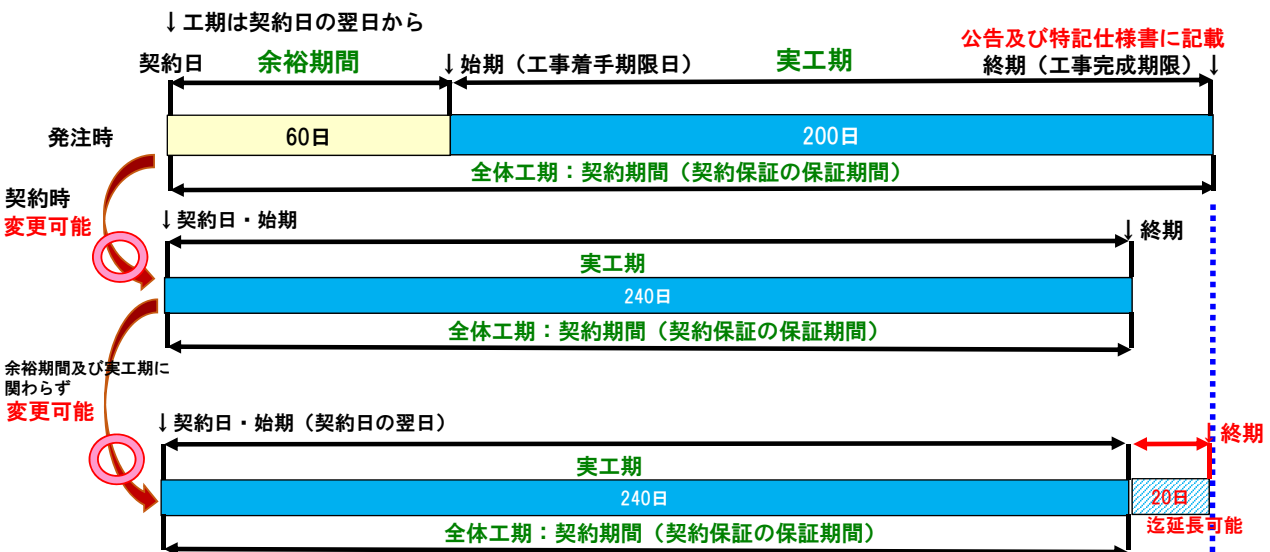 ↓工期は契約日の翌日から
公告及び特記仕様書に記載
契約日 余裕期間 ↓始期（工事着手期限日） 実工期 終期（工事完成期限）↓
発注時 60日 200日
全体工期：契約期間（契約保証の保証期間）
契約時
変更可能
↓契約日・始期 ↓終期
実工期
240日
全体工期：契約期間（契約保証の保証期間）
余裕期間及び実工期に
関わらず
変更可能
↓契約日・始期（契約日の翌日） ↓終期
実工期
240日 20日
迄延長可能
全体工期：契約期間（契約保証の保証期間）